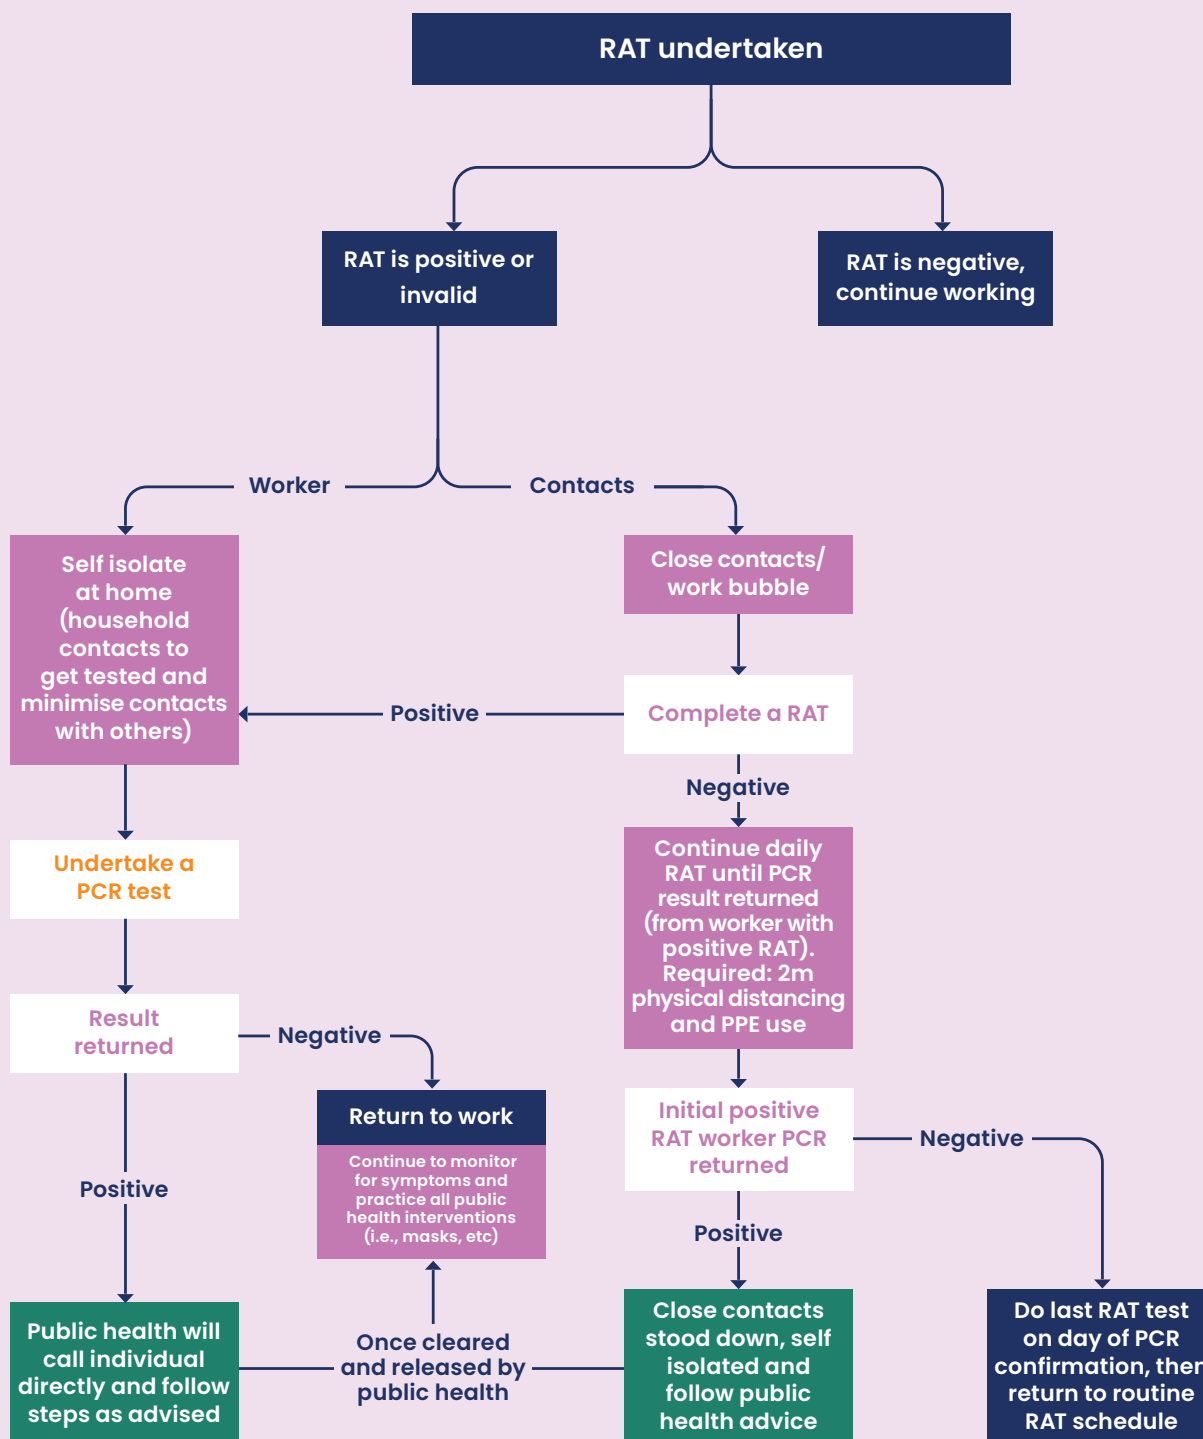 RAT undertaken
RAT is positive or
invalid
RAT is negative,
continue working
Worker
Contacts
Self isolate
at home
(household
contacts to
get tested and
minimise contacts
with others)
Close contacts/
work bubble
Positive
Complete a RAT
Negative
Undertake a
PCR test
Continue daily
RAT until PCR
result returned
(from worker with
positive RAT).
Required: 2m
physical distancing
and PPE use
Result
returned
Negative
Return to work
Continue to monitor
for symptoms and
practice all public
health interventions
(i.e., masks, etc)
Initial positive
RAT worker PCR
returned
Negative
Positive
Positive
Public health will
call individual
directly and follow
steps as advised
Once cleared
and released by
public health
Close contacts
stood down, self
isolated and
follow public
health advice
Do last RAT test
on day of PCR
confirmation, then
return to routine
RAT schedule